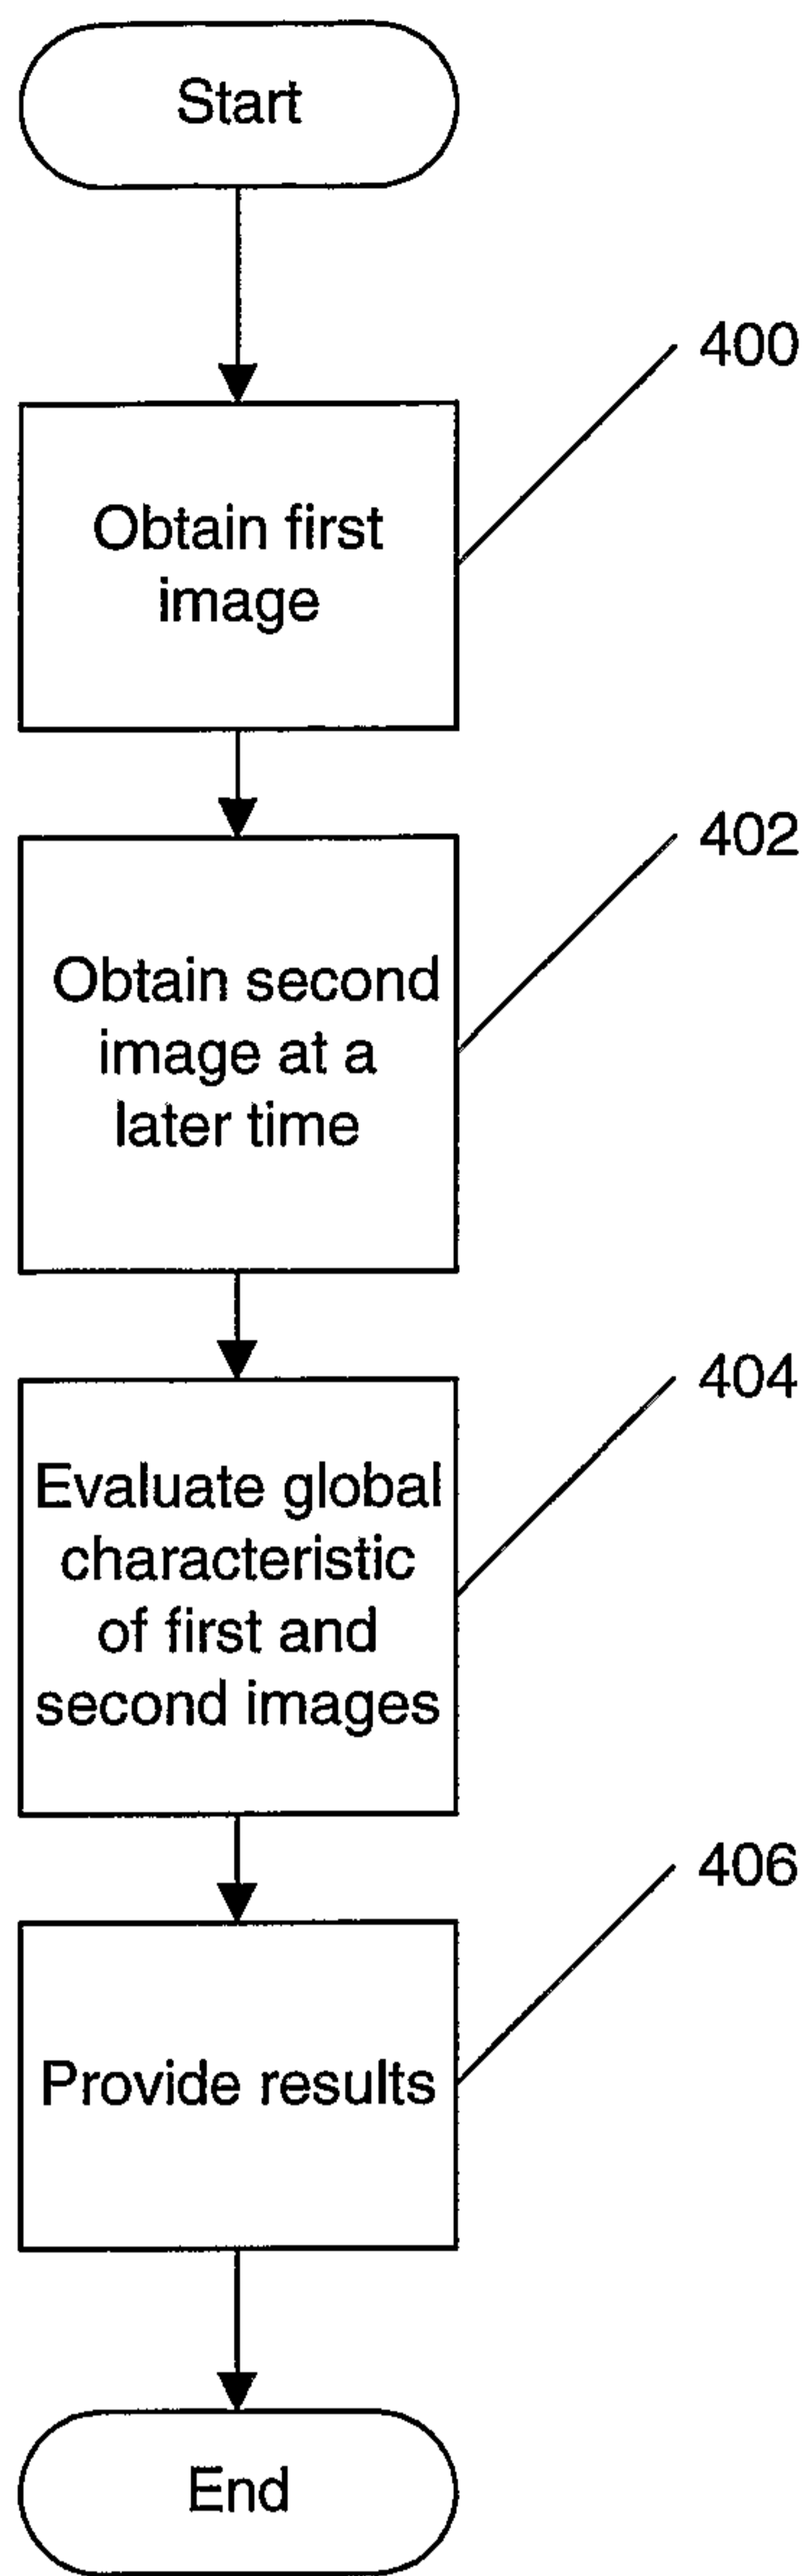 Start
400
Obtain first
image
402
Obtain second
image at a
later time
404
Evaluate global
characteristic
of first and
second images
406
Provide results
End